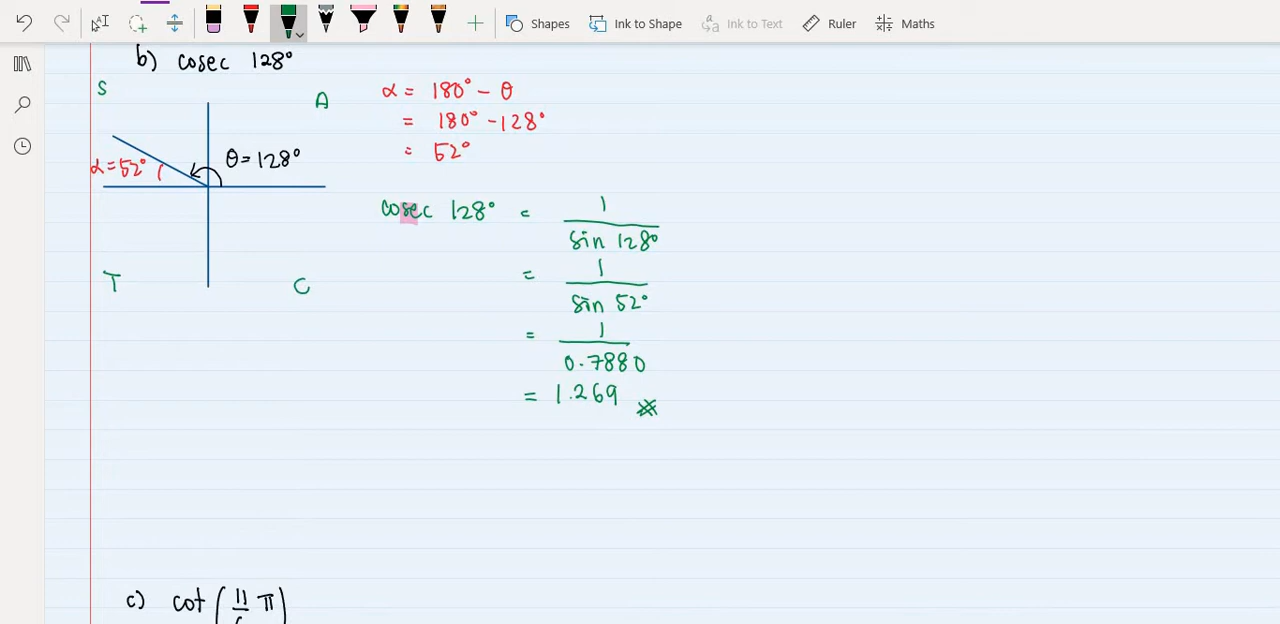 Shapes Ink to Shape Ink to Text Ruler Maths
b) cosec 128°
S
A
α = 52°
θ = 128°
T
C
α = 180° - θ
= 180° - 128°
= 52°
cosec 128° = 1
sin 128°
= 1
sin 52°
= 1
0.7880
= 1.269
c) cot ( 11 π )